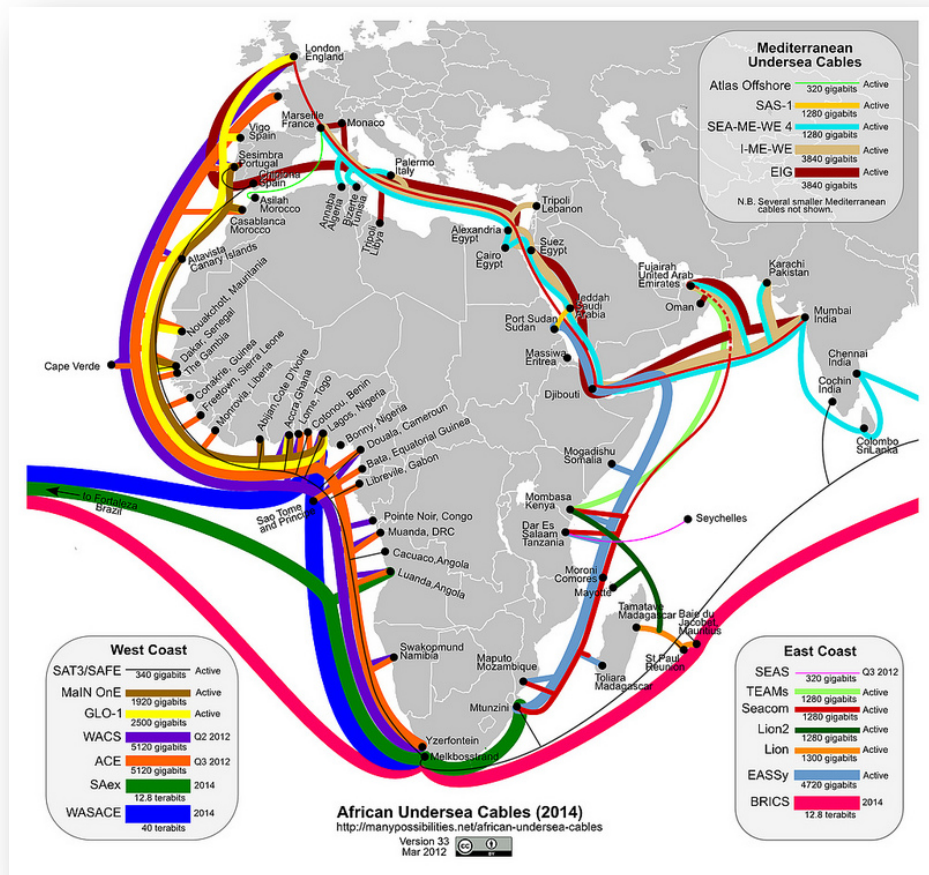 London
England
Vigo
Spain
Sesimbra
Portugal
Chipiona
Spain
Asilah
Morocco
Casablanca
Morocco
Altavista
Canary Islands
Nouakchott, Mauritania
Dakar, Senegal
The Gambia
Cape Verde
Conakrie, Guinea
Freetown, Sierra Leone
Monrovia, Liberia
Abijan,Cote D'Ivoire
Accra,Ghana
Lome, Togo
Cotonou, Benin
Lagos, Nigeria
Bonny, Nigeria
Douala, Cameroun
Bata, Equatorial Guinea
Libreville, Gabon
Sao Tome
and Principe
to Fortaleza
Brazil
Pointe Noir, Congo
Muanda, DRC
Cacuaco,Angola
Luanda,Angola
Swakopmund
Namibia
Yzerfontein
Melkbosstrand
Marseille
France
Monaco
Palermo
Italy
Annaba
Algeria
Bizerte
Tunisia
Tripoli
Libya
Tripoli
Lebanon
Alexandria
Egypt
Cairo
Egypt
Suez
Egypt
Jeddah
Saudi
Arabia
Port Sudan
Sudan
Massiwa
Eritrea
Djibouti
Fujairah United Arab
Emirates
Oman
Karachi
Pakistan
Mumbai
India
Chennai
India
Cochin
India
Colombo
SriLanka
Mogadishu
Somalia
Mombasa
Kenya
Dar Es
Salaam
Tanzania
Seychelles
Moroni
Comores
Mayotte
Tamatave
Madagascar
Baie du
Jacobet,
Mauritius
St Paul
Reunion
Toliara
Madagascar
Maputo
Mozambique
Mtunzini
Mediterranean
Undersea Cables
Atlas Offshore 320 gigabits Active
SAS-1 1280 gigabits Active
SEA-ME-WE 4 1280 gigabits Active
I-ME-WE 3840 gigabits Active
EIG 3840 gigabits Active
N.B. Several smaller Mediterranean
cables not shown.
West Coast
SAT3/SAFE 340 gigabits Active
MaIN OnE 1920 gigabits Active
GLO-1 2500 gigabits Active
WACS 5120 gigabits Q2 2012
ACE 5120 gigabits Q3 2012
SAex 12.8 terabits 2014
WASACE 40 terabits 2014
East Coast
SEAS 320 gigabits Q3 2012
TEAMs 1280 gigabits Active
Seacom 1280 gigabits Active
Lion2 1280 gigabits Active
Lion 1300 gigabits Active
EASSy 4720 gigabits Active
BRICS 12.8 terabits 2014
African Undersea Cables (2014)
http://manypossibilities.net/african-undersea-cables
Version 33
Mar 2012
cc
BY